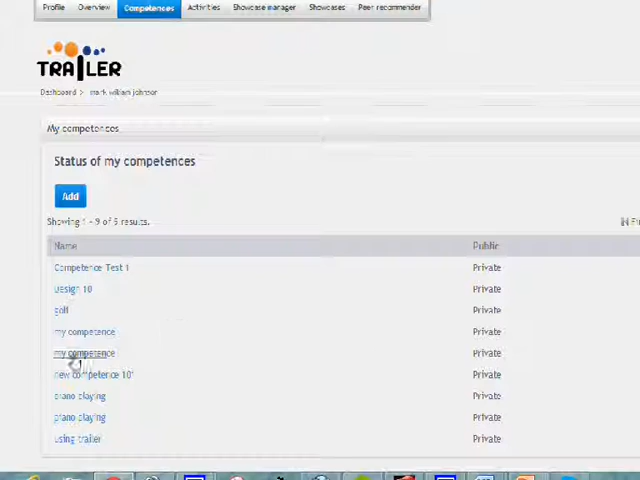 Profile Overview Competences Activities Showcase manager Showcases Peer recommender
TRAILER
Dashboard > mark william johnson
My competences
Status of my competences
Add
Showing 1 - 9 of 9 results.
Name Public
Competence Test 1 Private
Design 10 Private
golf Private
my competence Private
my competence Private
new competence 101 Private
piano playing Private
piano playing Private
using trailer Private